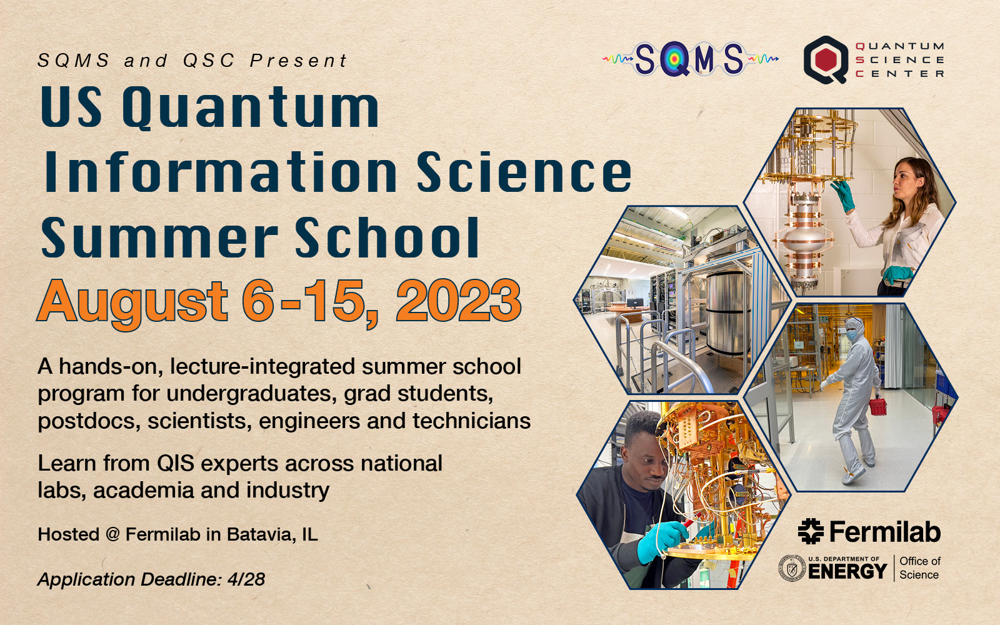 SQMS and QSC Present
US Quantum
Information Science
Summer School
August 6-15, 2023
A hands-on, lecture-integrated summer school
program for undergraduates, grad students,
postdocs, scientists, engineers and technicians
Learn from QIS experts across national
labs, academia and industry
Hosted @ Fermilab in Batavia, IL
Application Deadline: 4/28
SQMS
QUANTUM
SCIENCE
CENTER
Fermilab
U.S. DEPARTMENT OF
ENERGY
Office of
Science